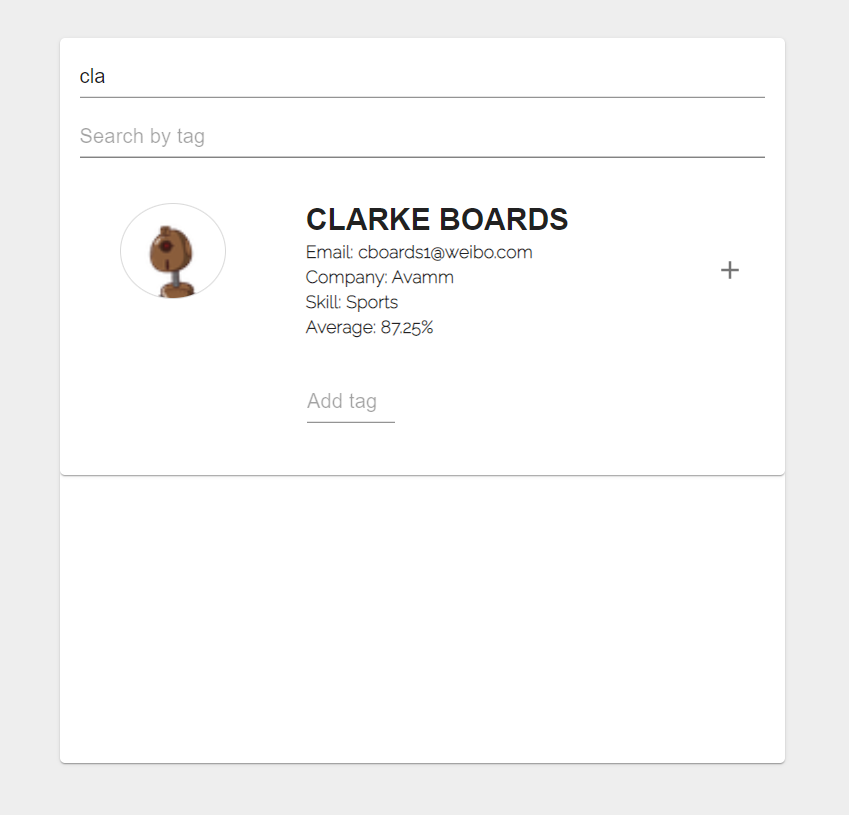 cla
Search by tag
CLARKE BOARDS
Email: cboards1@weibo.com
Company: Avamm
Skill: Sports
Average: 87.25%
Add tag